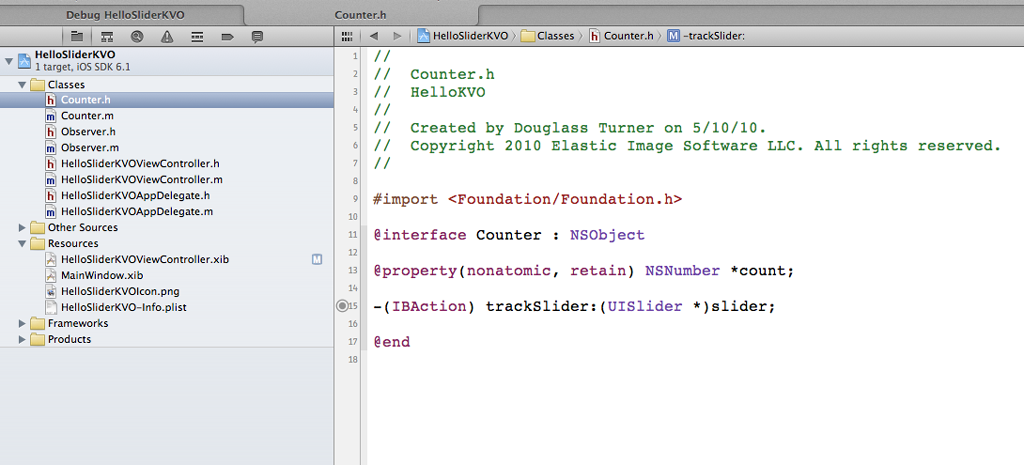 Debug HelloSliderKVO
Counter.h
HelloSliderKVO
Classes
Counter.h
-trackSlider:
HelloSliderKVO
1 target, iOS SDK 6.1
Classes
Counter.h
Counter.m
Observer.h
Observer.m
HelloSliderKVOViewController.h
HelloSliderKVOViewController.m
HelloSliderKVOAppDelegate.h
HelloSliderKVOAppDelegate.m
Other Sources
Resources
HelloSliderKVOViewController.xib
M
MainWindow.xib
HelloSliderKVOIcon.png
HelloSliderKVO-Info.plist
Frameworks
Products
1 //
2 //  Counter.h
3 //  HelloKVO
4 //
5 //  Created by Douglass Turner on 5/10/10.
6 //  Copyright 2010 Elastic Image Software LLC. All rights reserved.
7 //
8
9 #import <Foundation/Foundation.h>
10
11 @interface Counter : NSObject
12
13 @property(nonatomic, retain) NSNumber *count;
14
15 -(IBAction) trackSlider:(UISlider *)slider;
16
17 @end
18